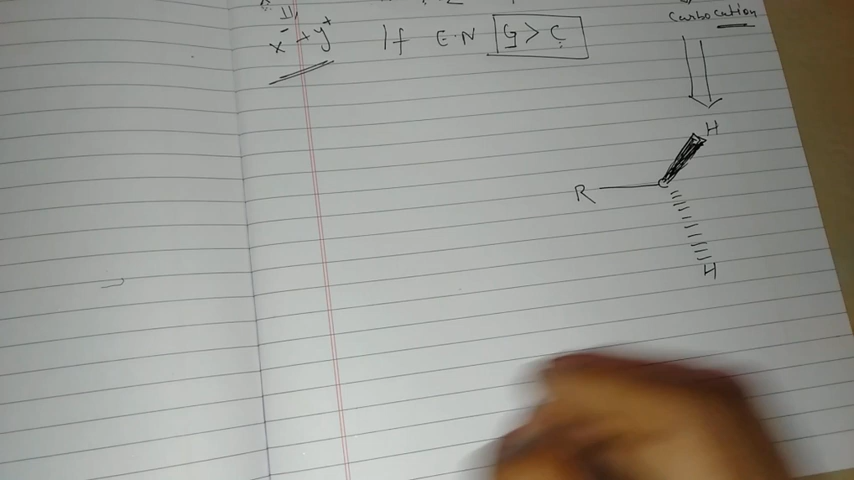 carbocation
x⁻ + y⁺ If E.N G > C
H
R C
H